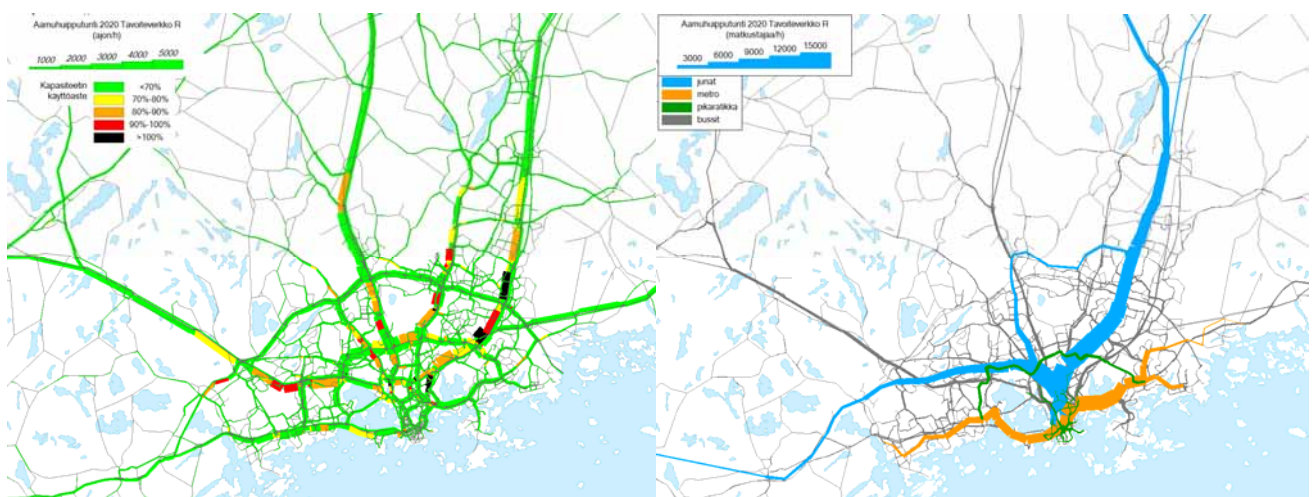 Aamuhuipputunti 2020 Tavoiteverkko R
(ajon/h)
1000 2000 3000 4000 5000
Kapasiteetin
käyttöaste
<70%
70%-80%
80%-90%
90%-100%
>100%
Aamuhuipputunti 2020 Tavoiteverkko R
(matkustajaa/h)
3000 6000 9000 12000 15000
junat
metro
pikaratikka
bussit